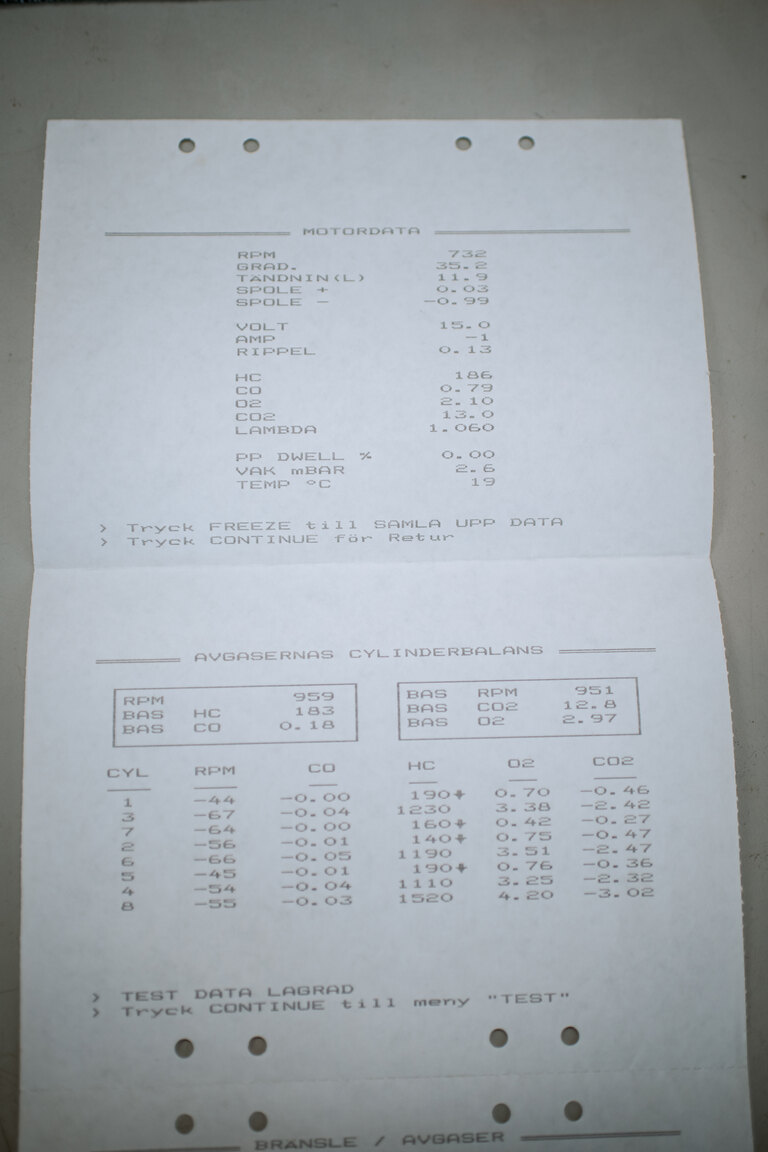 MOTORDATA
RPM 732
GRAD. 35.2
TÄNDNIN(L) 11.9
SPOLE + 0.03
SPOLE - -0.99
VOLT 15.0
AMP -1
RIPPEL 0.13
HC 186
CO 0.79
O2 2.10
CO2 13.0
LAMBDA 1.060
PP DWELL % 0.00
VAK mBAR 2.6
TEMP °C 19
> Tryck FREEZE till SAMLA UPP DATA
> Tryck CONTINUE för Retur
AVGASERNAS CYLINDERBALANS
RPM 959 BAS RPM 951
BAS HC 183 BAS CO2 12.8
BAS CO 0.18 BAS O2 2.97
CYL RPM CO HC O2 CO2
1 -44 -0.00 190↓ 0.70 -0.46
3 -67 -0.04 1230 3.38 -2.42
7 -64 -0.00 160↓ 0.42 -0.27
2 -56 -0.01 140↓ 0.75 -0.47
6 -66 -0.05 1190 3.51 -2.47
5 -45 -0.01 190↓ 0.76 -0.36
4 -54 -0.04 1110 3.25 -2.32
8 -55 -0.03 1520 4.20 -3.02
> TEST DATA LAGRAD
> Tryck CONTINUE till meny "TEST"
BRÄNSLE / AVGASER